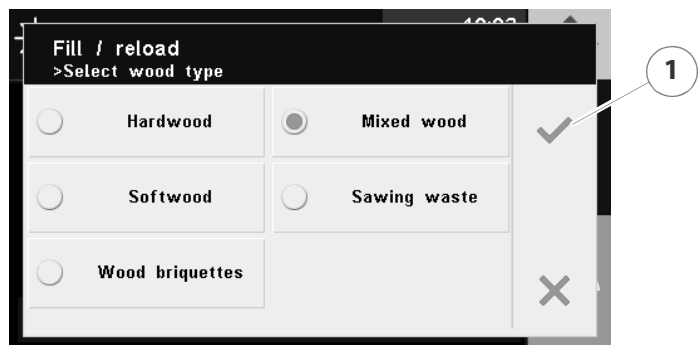 Fill / reload
>Select wood type
Hardwood
Mixed wood
Softwood
Sawing waste
Wood briquettes
1